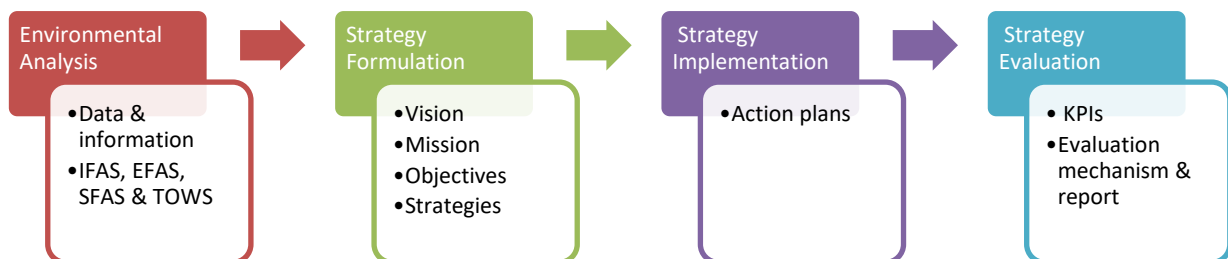 Environmental
Analysis
•Data &
information
•IFAS, EFAS,
SFAS & TOWS
Strategy
Formulation
•Vision
•Mission
•Objectives
•Strategies
Strategy
Implementation
•Action plans
Strategy
Evaluation
• KPIs
•Evaluation
mechanism &
report